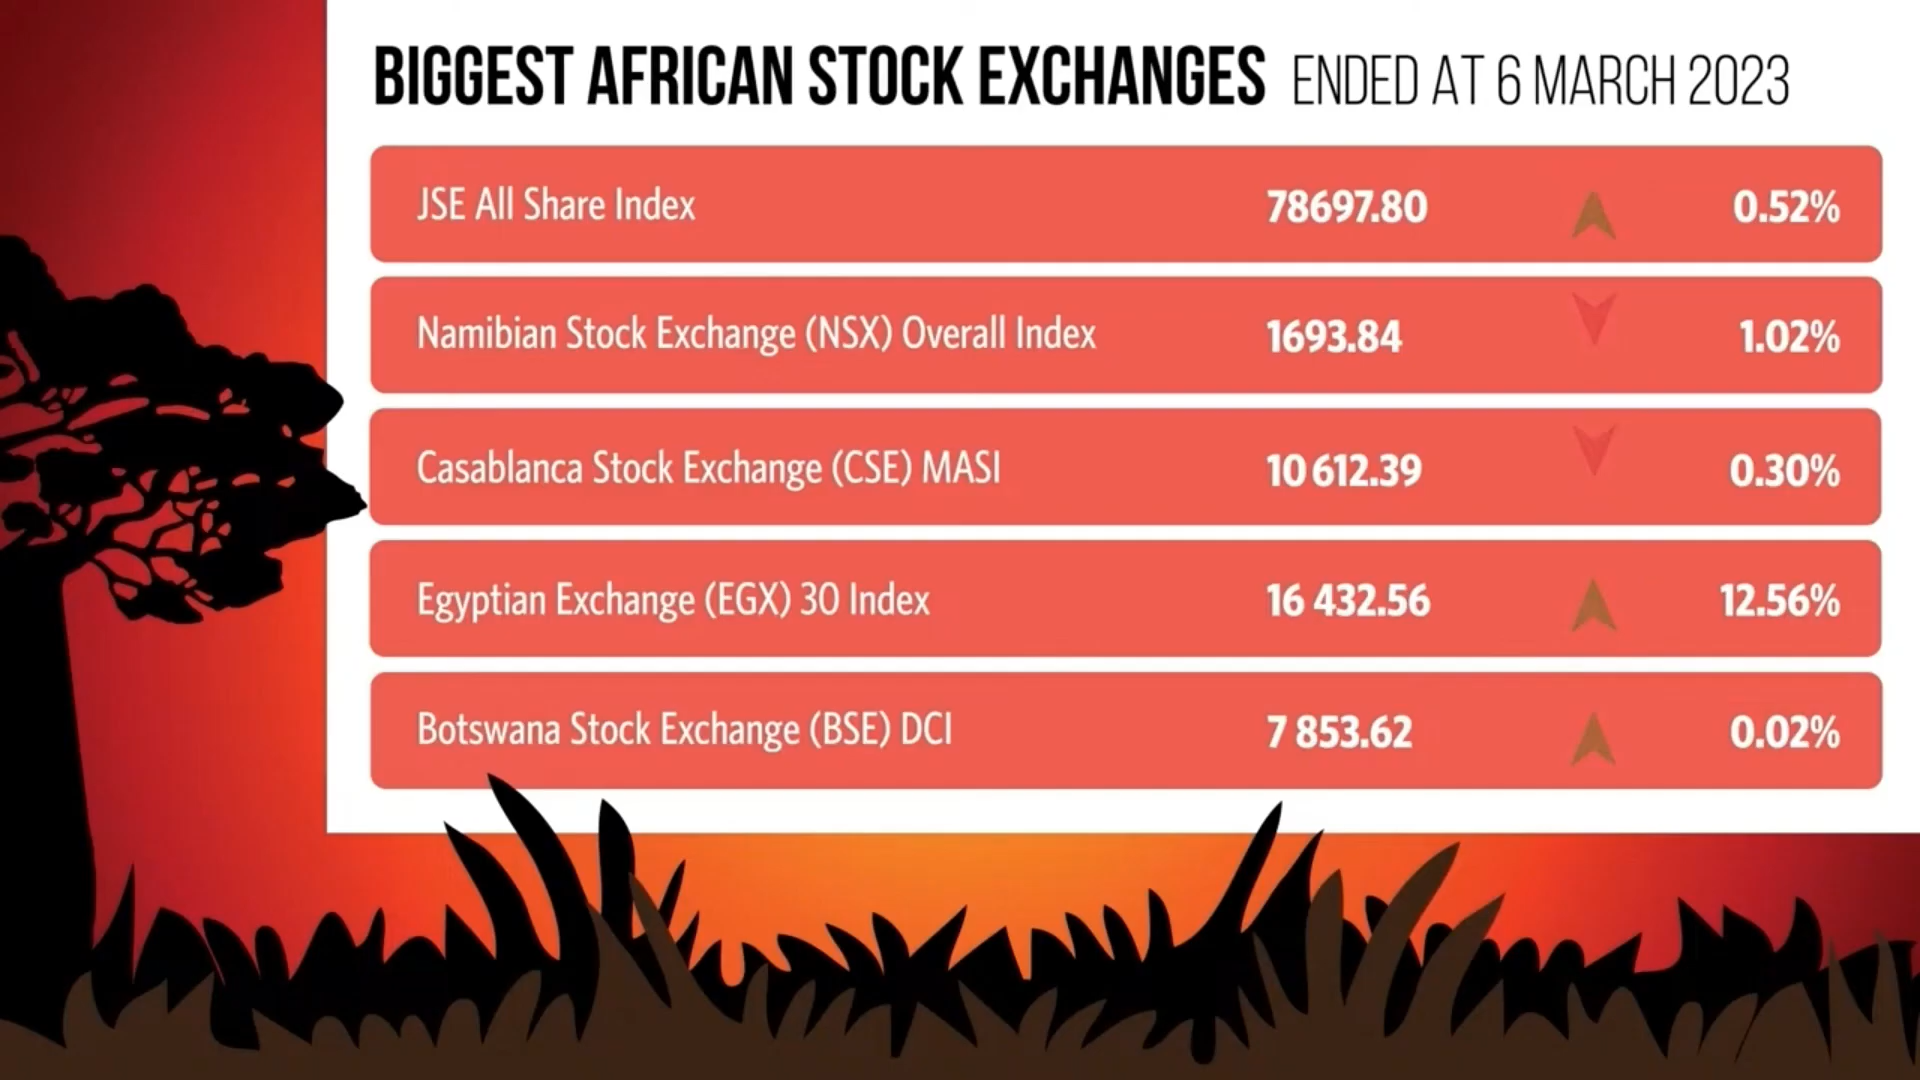 BIGGEST AFRICAN STOCK EXCHANGES ENDED AT 6 MARCH 2023
JSE All Share Index 78697.80 0.52%
Namibian Stock Exchange (NSX) Overall Index 1693.84 1.02%
Casablanca Stock Exchange (CSE) MASI 10 612.39 0.30%
Egyptian Exchange (EGX) 30 Index 16 432.56 12.56%
Botswana Stock Exchange (BSE) DCI 7 853.62 0.02%